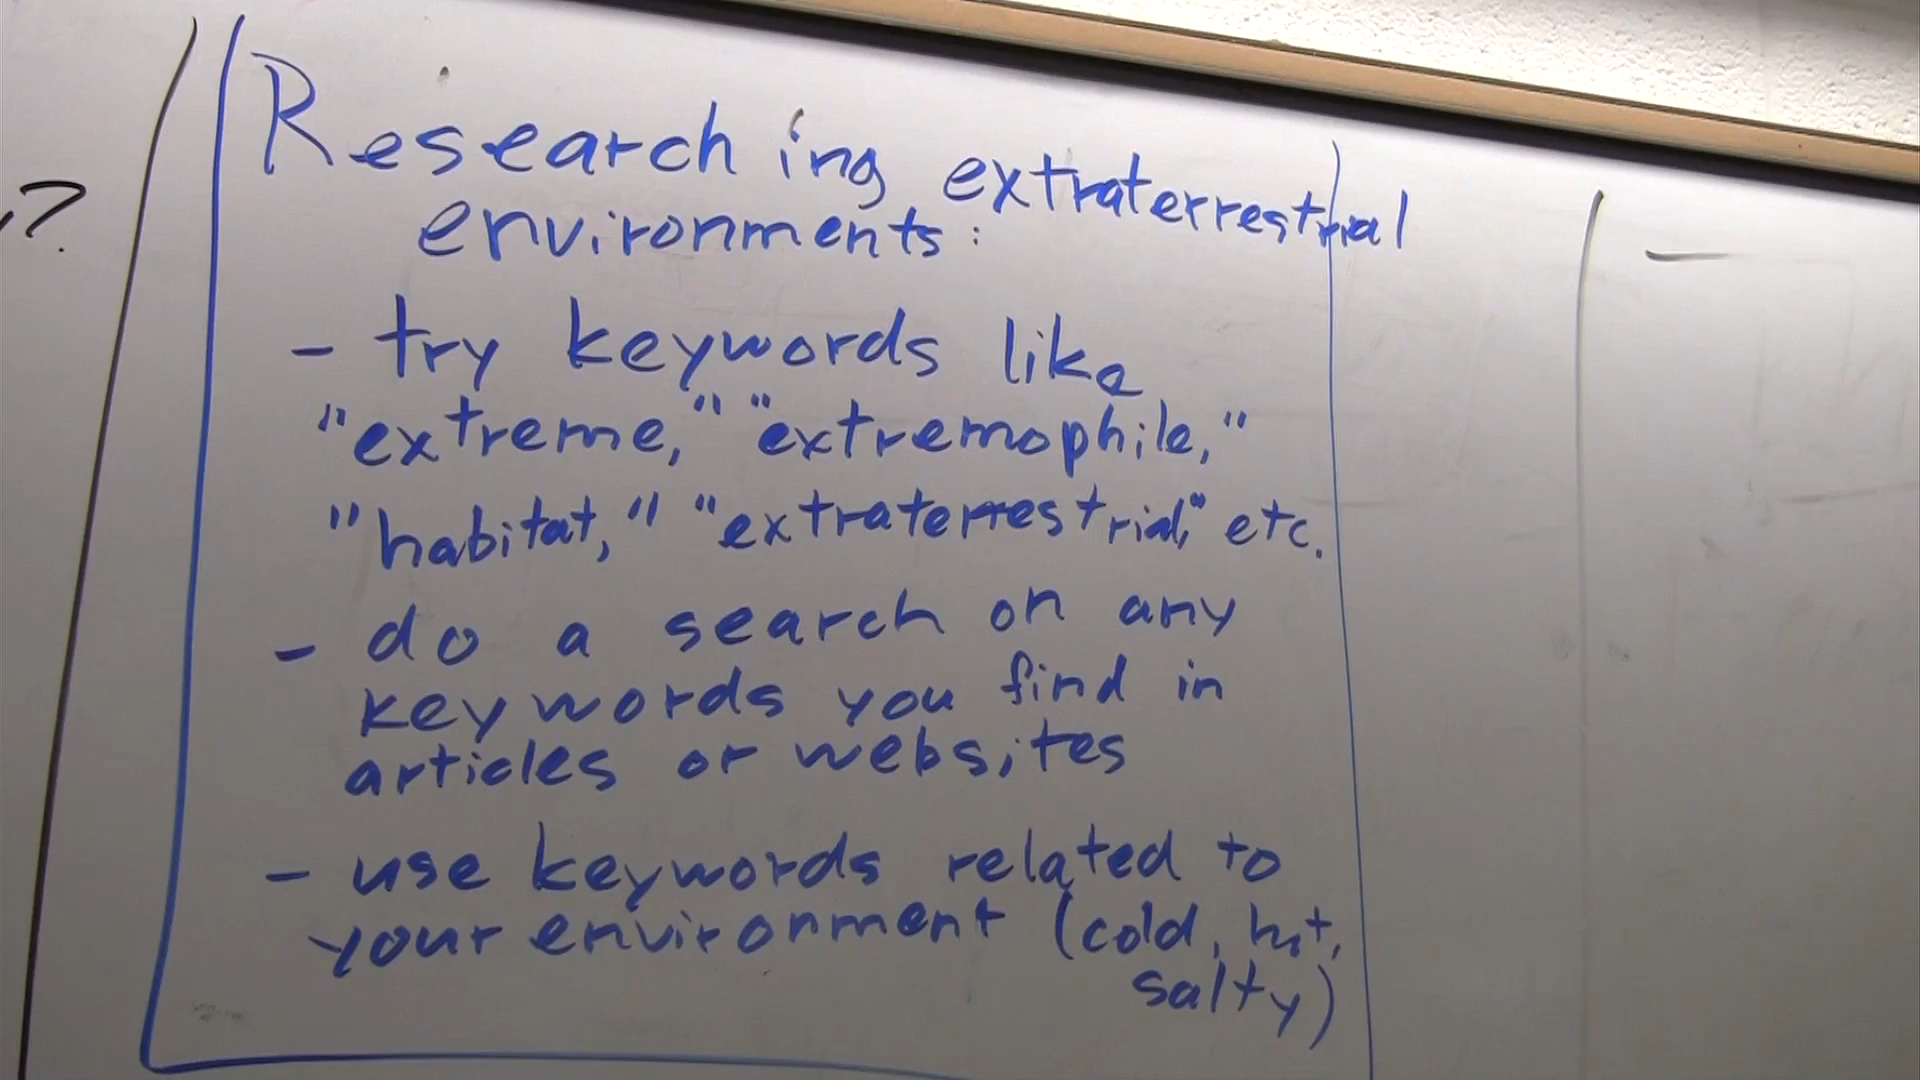 ?
Researching extraterrestrial
environments:
- try keywords like
"extreme," "extremophile,"
"habitat," "extraterrestrial," etc.
- do a search on any
keywords you find in
articles or websites
- use keywords related to
your environment (cold, hot,
salty)